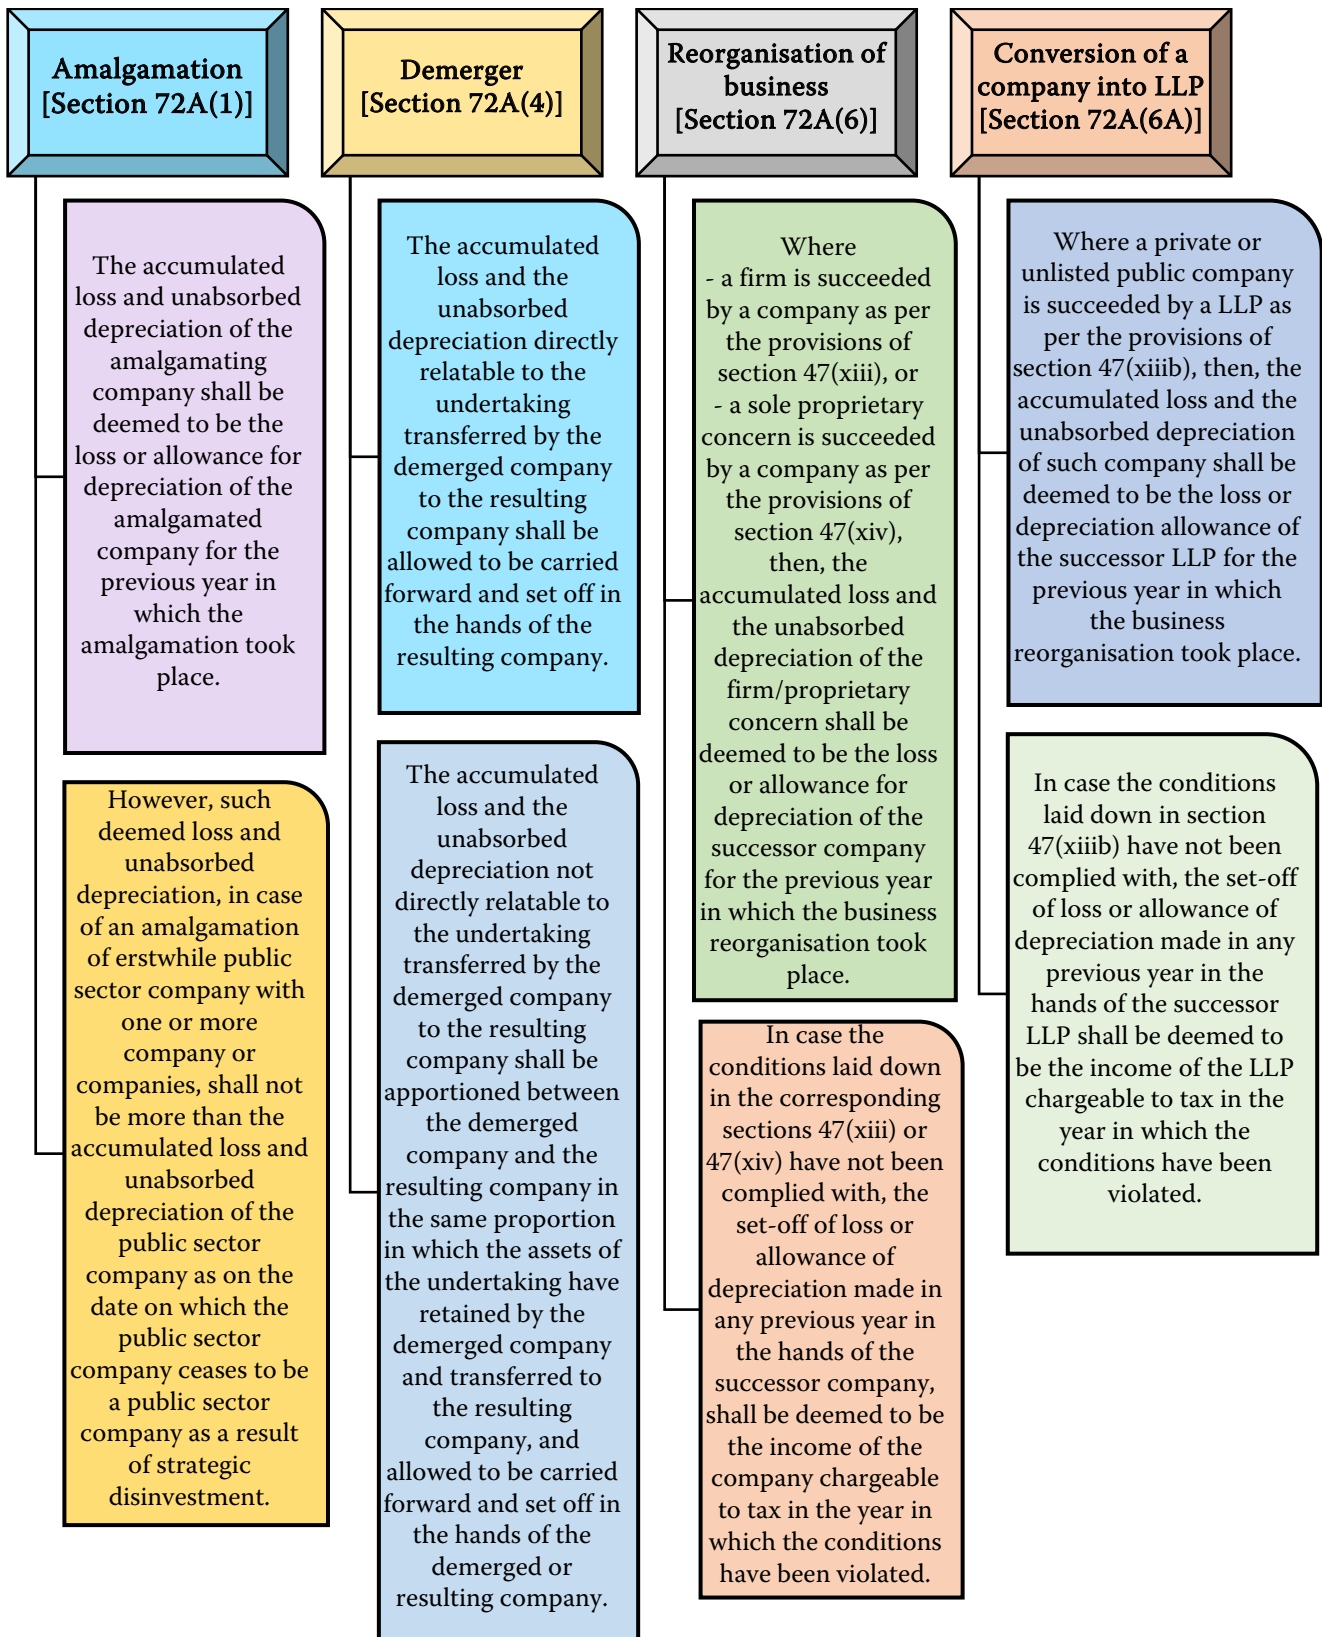 Amalgamation
[Section 72A(1)]
The accumulated
loss and unabsorbed
depreciation of the
amalgamating
company shall be
deemed to be the
loss or allowance for
depreciation of the
amalgamated
company for the
previous year in
which the
amalgamation took
place.
However, such
deemed loss and
unabsorbed
depreciation, in case
of an amalgamation
of erstwhile public
sector company with
one or more
company or
companies, shall not
be more than the
accumulated loss and
unabsorbed
depreciation of the
public sector
company as on the
date on which the
public sector
company ceases to be
a public sector
company as a result
of strategic
disinvestment.
Demerger
[Section 72A(4)]
The accumulated
loss and the
unabsorbed
depreciation directly
relatable to the
undertaking
transferred by the
demerged company
to the resulting
company shall be
allowed to be carried
forward and set off in
the hands of the
resulting company.
The accumulated
loss and the
unabsorbed
depreciation not
directly relatable to
the undertaking
transferred by the
demerged company
to the resulting
company shall be
apportioned between
the demerged
company and the
resulting company in
the same proportion
in which the assets of
the undertaking have
retained by the
demerged company
and transferred to
the resulting
company, and
allowed to be carried
forward and set off in
the hands of the
demerged or
resulting company.
Reorganisation of
business
[Section 72A(6)]
Where
- a firm is succeeded
by a company as per
the provisions of
section 47(xiii), or
- a sole proprietary
concern is succeeded
by a company as per
the provisions of
section 47(xiv),
then, the
accumulated loss and
the unabsorbed
depreciation of the
firm/proprietary
concern shall be
deemed to be the loss
or allowance for
depreciation of the
successor company
for the previous year
in which the business
reorganisation took
place.
In case the
conditions laid down
in the corresponding
sections 47(xiii) or
47(xiv) have not been
complied with, the
set-off of loss or
allowance of
depreciation made in
any previous year in
the hands of the
successor company,
shall be deemed to be
the income of the
company chargeable
to tax in the year in
which the conditions
have been violated.
Conversion of a
company into LLP
[Section 72A(6A)]
Where a private or
unlisted public company
is succeeded by a LLP as
per the provisions of
section 47(xiiib), then, the
accumulated loss and the
unabsorbed depreciation
of such company shall be
deemed to be the loss or
depreciation allowance of
the successor LLP for the
previous year in which
the business
reorganisation took place.
In case the conditions
laid down in section
47(xiiib) have not been
complied with, the set-off
of loss or allowance of
depreciation made in any
previous year in the
hands of the successor
LLP shall be deemed to
be the income of the LLP
chargeable to tax in the
year in which the
conditions have been
violated.